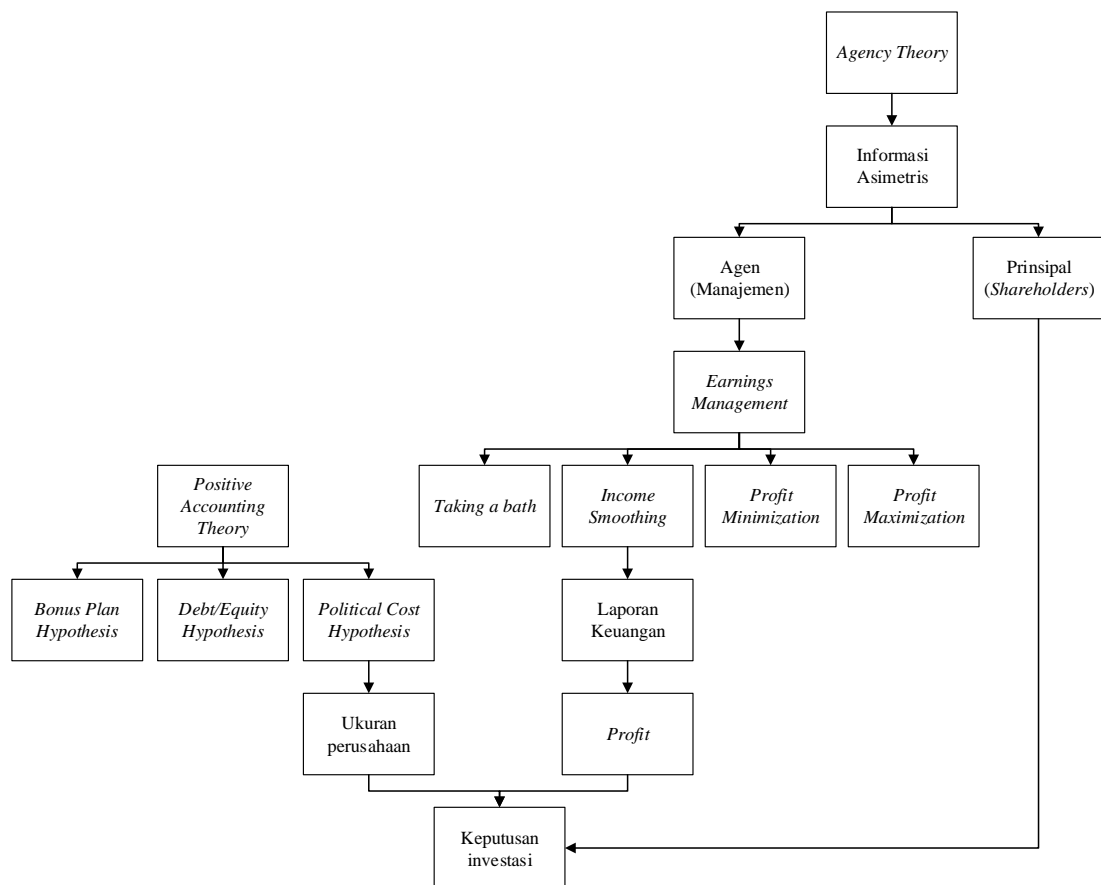 Agency Theory
Informasi
Asimetris
Agen
(Manajemen)
Prinsipal
(Shareholders)
Earnings
Management
Positive
Accounting
Theory
Taking a bath
Income
Smoothing
Profit
Minimization
Profit
Maximization
Bonus Plan
Hypothesis
Debt/Equity
Hypothesis
Political Cost
Hypothesis
Laporan
Keuangan
Ukuran
perusahaan
Profit
Keputusan
investasi